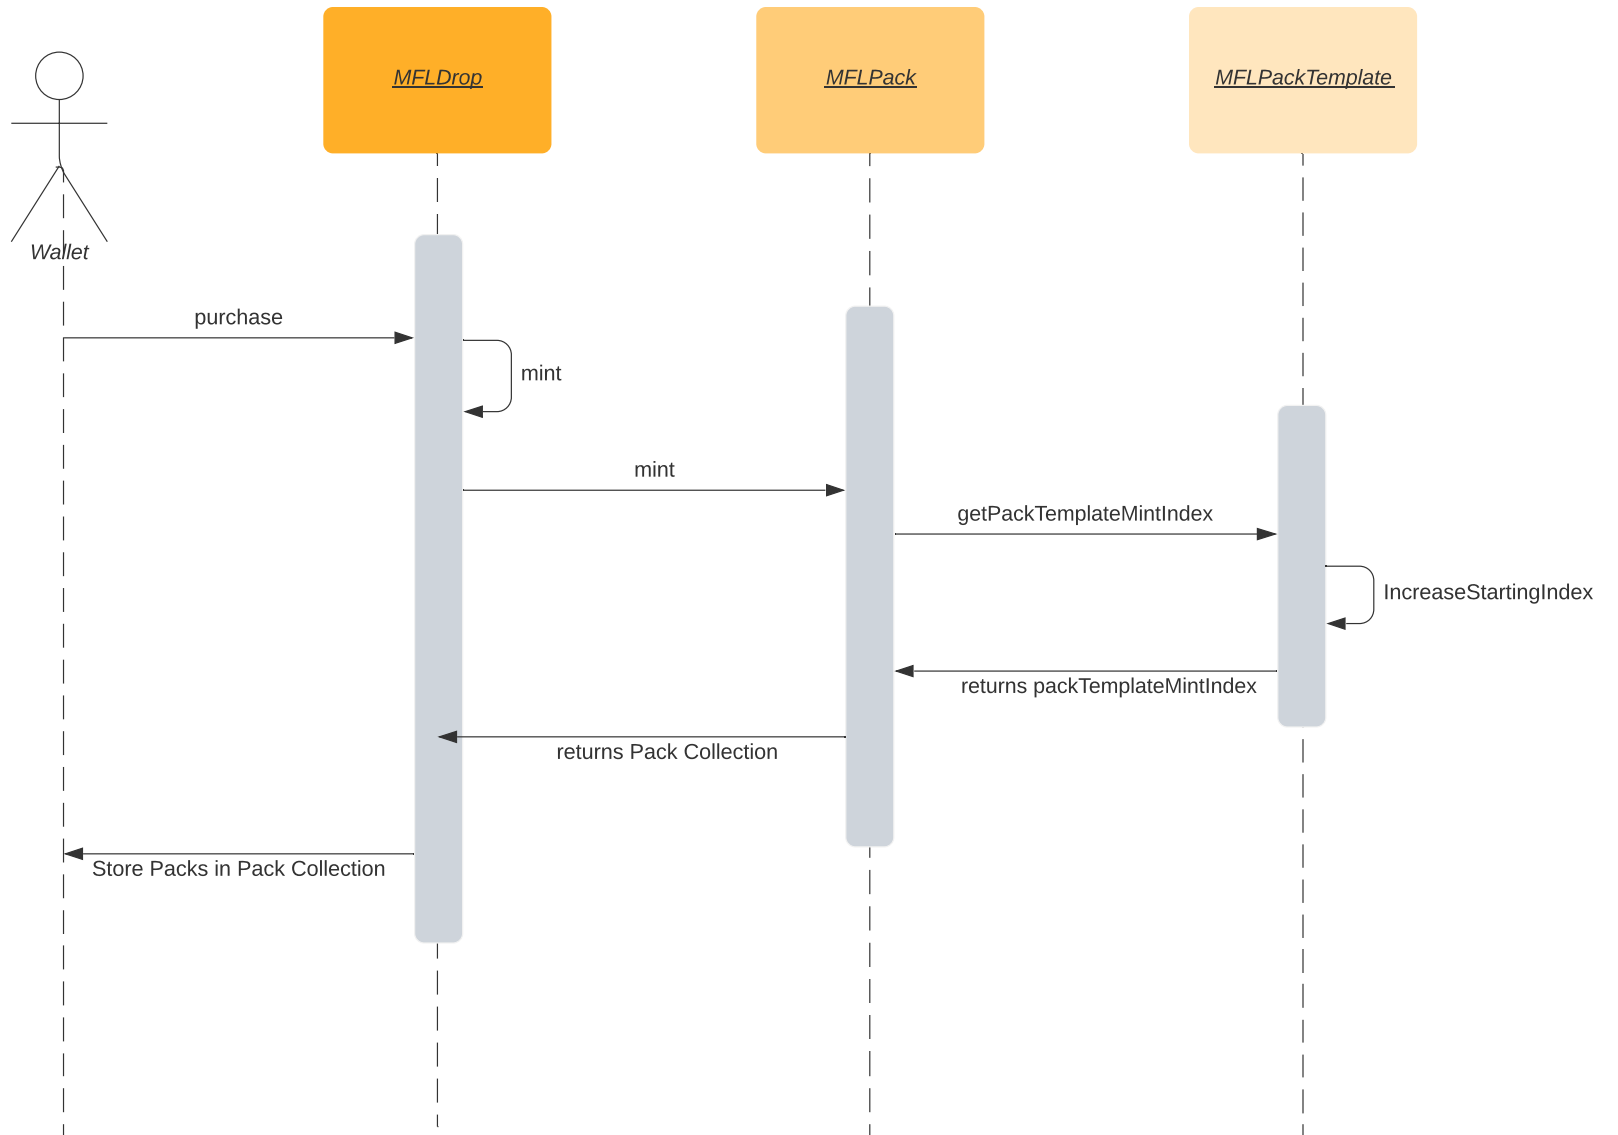 MFLDrop
MFLPack
MFLPackTemplate
Wallet
purchase
mint
mint
getPackTemplateMintIndex
IncreaseStartingIndex
returns packTemplateMintIndex
returns Pack Collection
Store Packs in Pack Collection